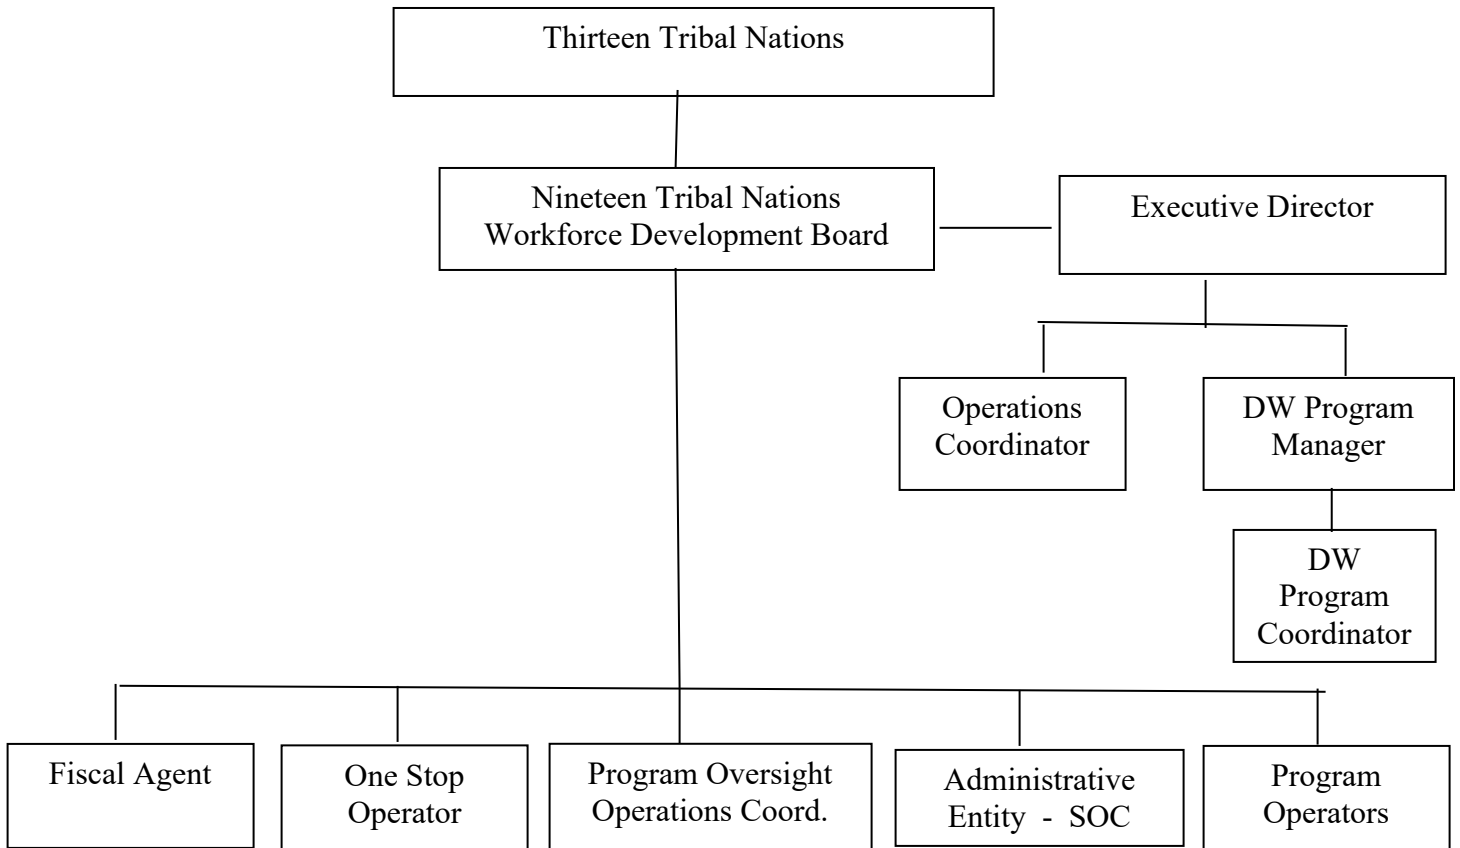 Thirteen Tribal Nations
Nineteen Tribal Nations
Workforce Development Board
Executive Director
Operations
Coordinator
DW Program
Manager
DW
Program
Coordinator
Fiscal Agent
One Stop
Operator
Program Oversight
Operations Coord.
Administrative
Entity - SOC
Program
Operators